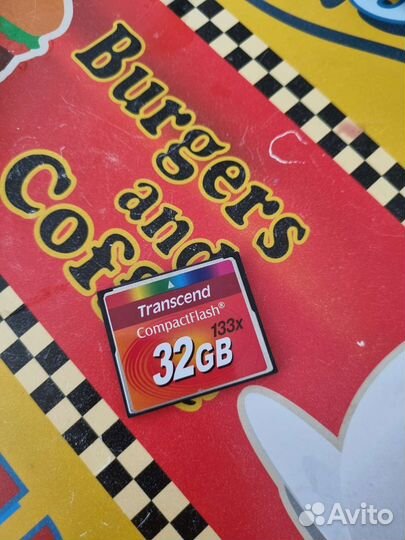 Burgers
and
Transcend
CompactFlash®
133x
32GB
Avito